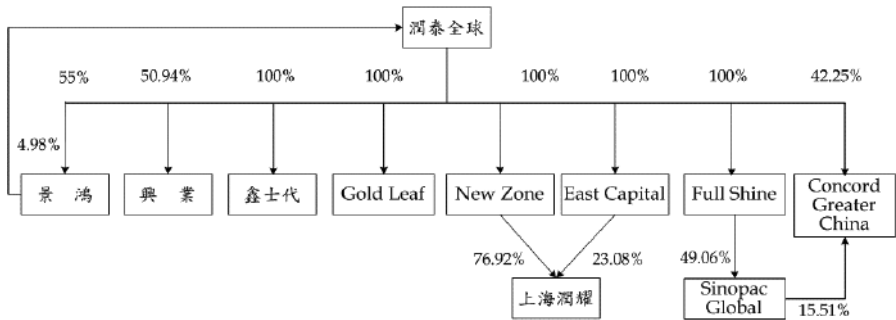 潤泰全球
55%
50.94%
100%
100%
100%
100%
100%
42.25%
4.98%
景 鴻
興 業
鑫士代
Gold Leaf
New Zone
East Capital
Full Shine
Concord
Greater
China
76.92%
23.08%
49.06%
上海潤耀
Sinopac
Global
15.51%